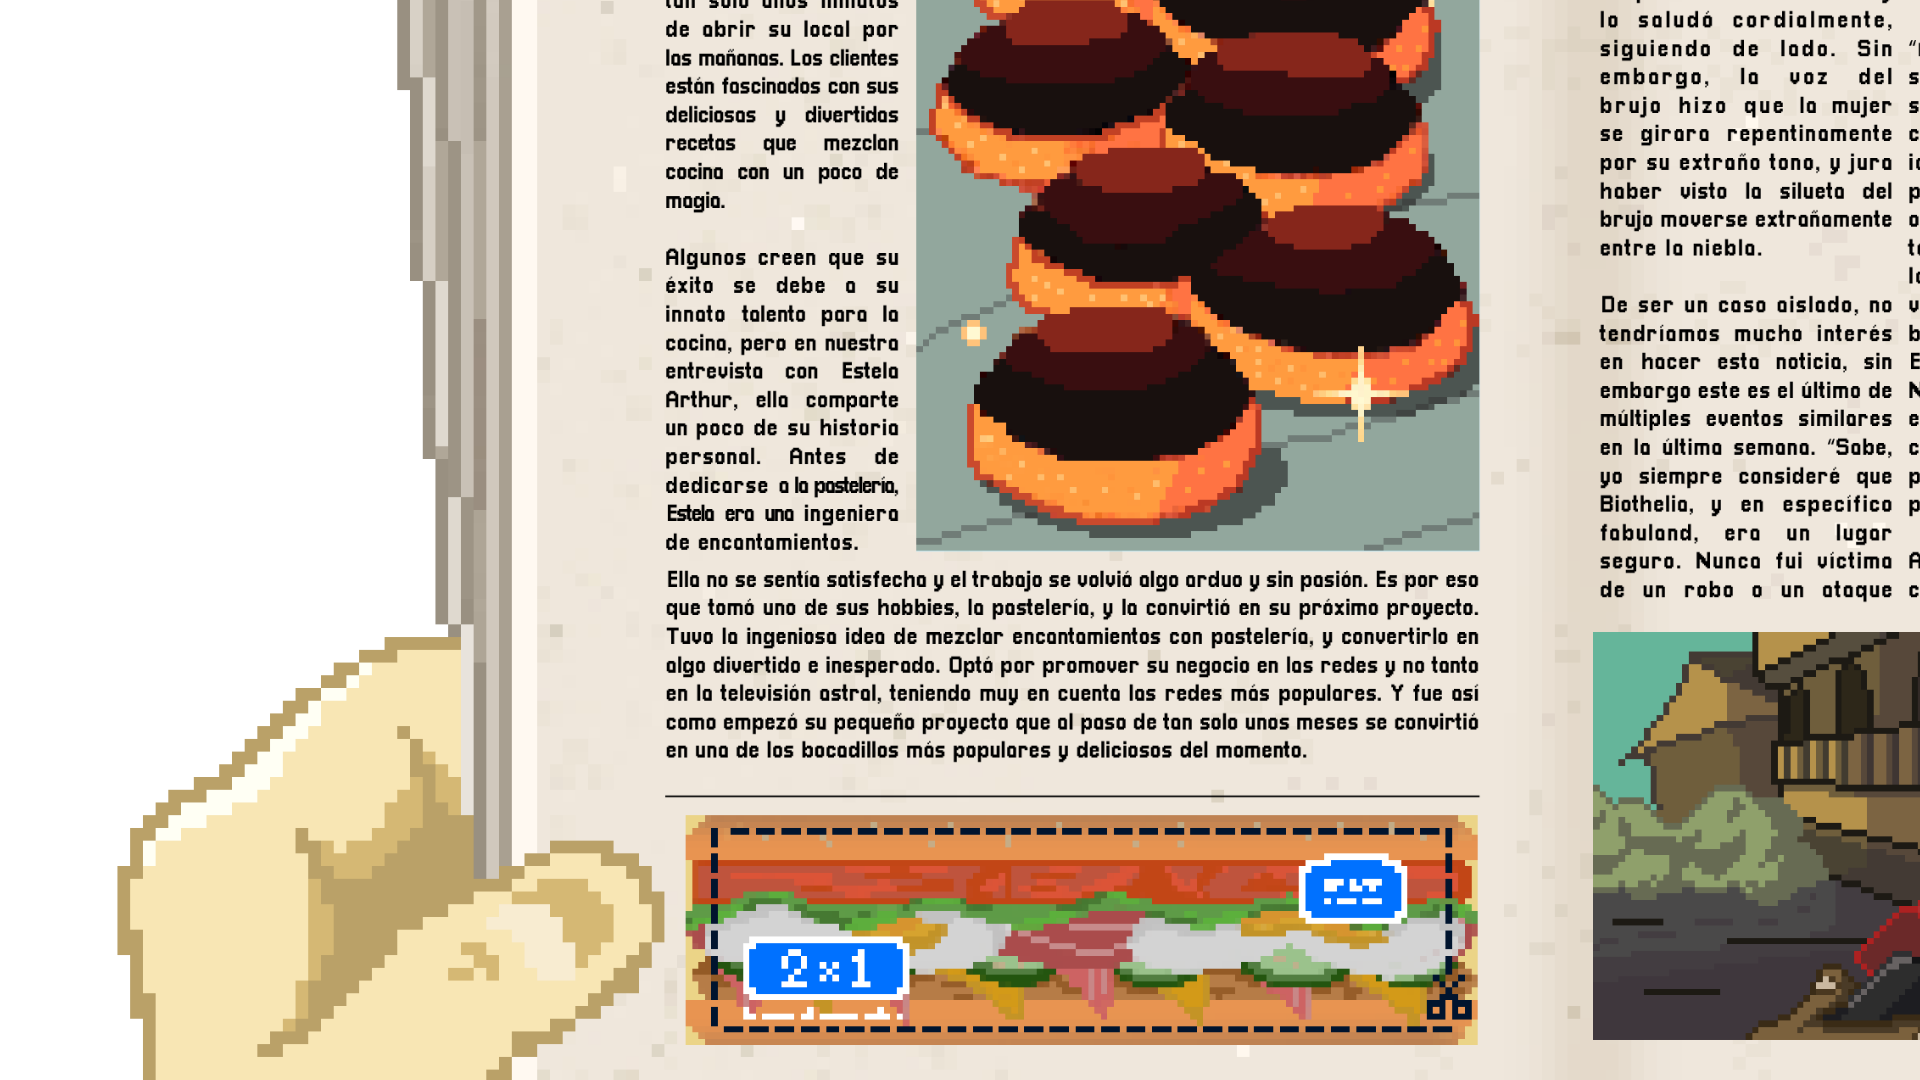 tan solo unos minutos
de abrir su local por
las mañanas. Los clientes
están fascinados con sus
deliciosas y divertidas
recetas que mezclan
cocina con un poco de
magia.
Algunos creen que su
éxito se debe a su
innato talento para la
cocina, pero en nuestra
entrevista con Estela
Arthur, ella comparte
un poco de su historia
personal. Antes de
dedicarse a la pastelería,
Estela era una ingeniera
de encantamientos.
Ella no se sentía satisfecha y el trabajo se volvió algo arduo y sin pasión. Es por eso
que tomó uno de sus hobbies, la pastelería, y la convirtió en su próximo proyecto.
Tuvo la ingeniosa idea de mezclar encantamientos con pastelería, y convertirlo en
algo divertido e inesperado. Optó por promover su negocio en las redes y no tanto
en la televisión astral, teniendo muy en cuenta las redes más populares. Y fue así
como empezó su pequeño proyecto que al paso de tan solo unos meses se convirtió
en una de los bocadillos más populares y deliciosos del momento.
2x1
lo saludó cordialmente,
siguiendo de lado. Sin
embargo, la voz del
brujo hizo que la mujer
se girara repentinamente
por su extraño tono, y jura
haber visto la silueta del
brujo moverse extrañamente
entre la niebla.
De ser un caso aislado, no
tendríamos mucho interés
en hacer esta noticia, sin
embargo este es el último de
múltiples eventos similares
en la última semana. “Sabe,
yo siempre consideré que
Biothelia, y en específico
fabuland, era un lugar
seguro. Nunca fui víctima
de un robo o un ataque